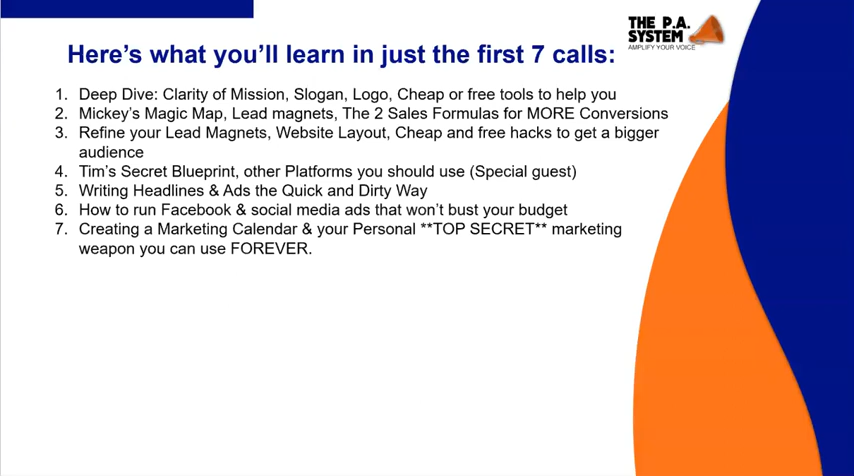 THE P.A.
SYSTEM
AMPLIFY YOUR VOICE
Here's what you'll learn in just the first 7 calls:
1. Deep Dive: Clarity of Mission, Slogan, Logo, Cheap or free tools to help you
2. Mickey's Magic Map, Lead magnets, The 2 Sales Formulas for MORE Conversions
3. Refine your Lead Magnets, Website Layout, Cheap and free hacks to get a bigger
audience
4. Tim's Secret Blueprint, other Platforms you should use (Special guest)
5. Writing Headlines & Ads the Quick and Dirty Way
6. How to run Facebook & social media ads that won't bust your budget
7. Creating a Marketing Calendar & your Personal **TOP SECRET** marketing
weapon you can use FOREVER.